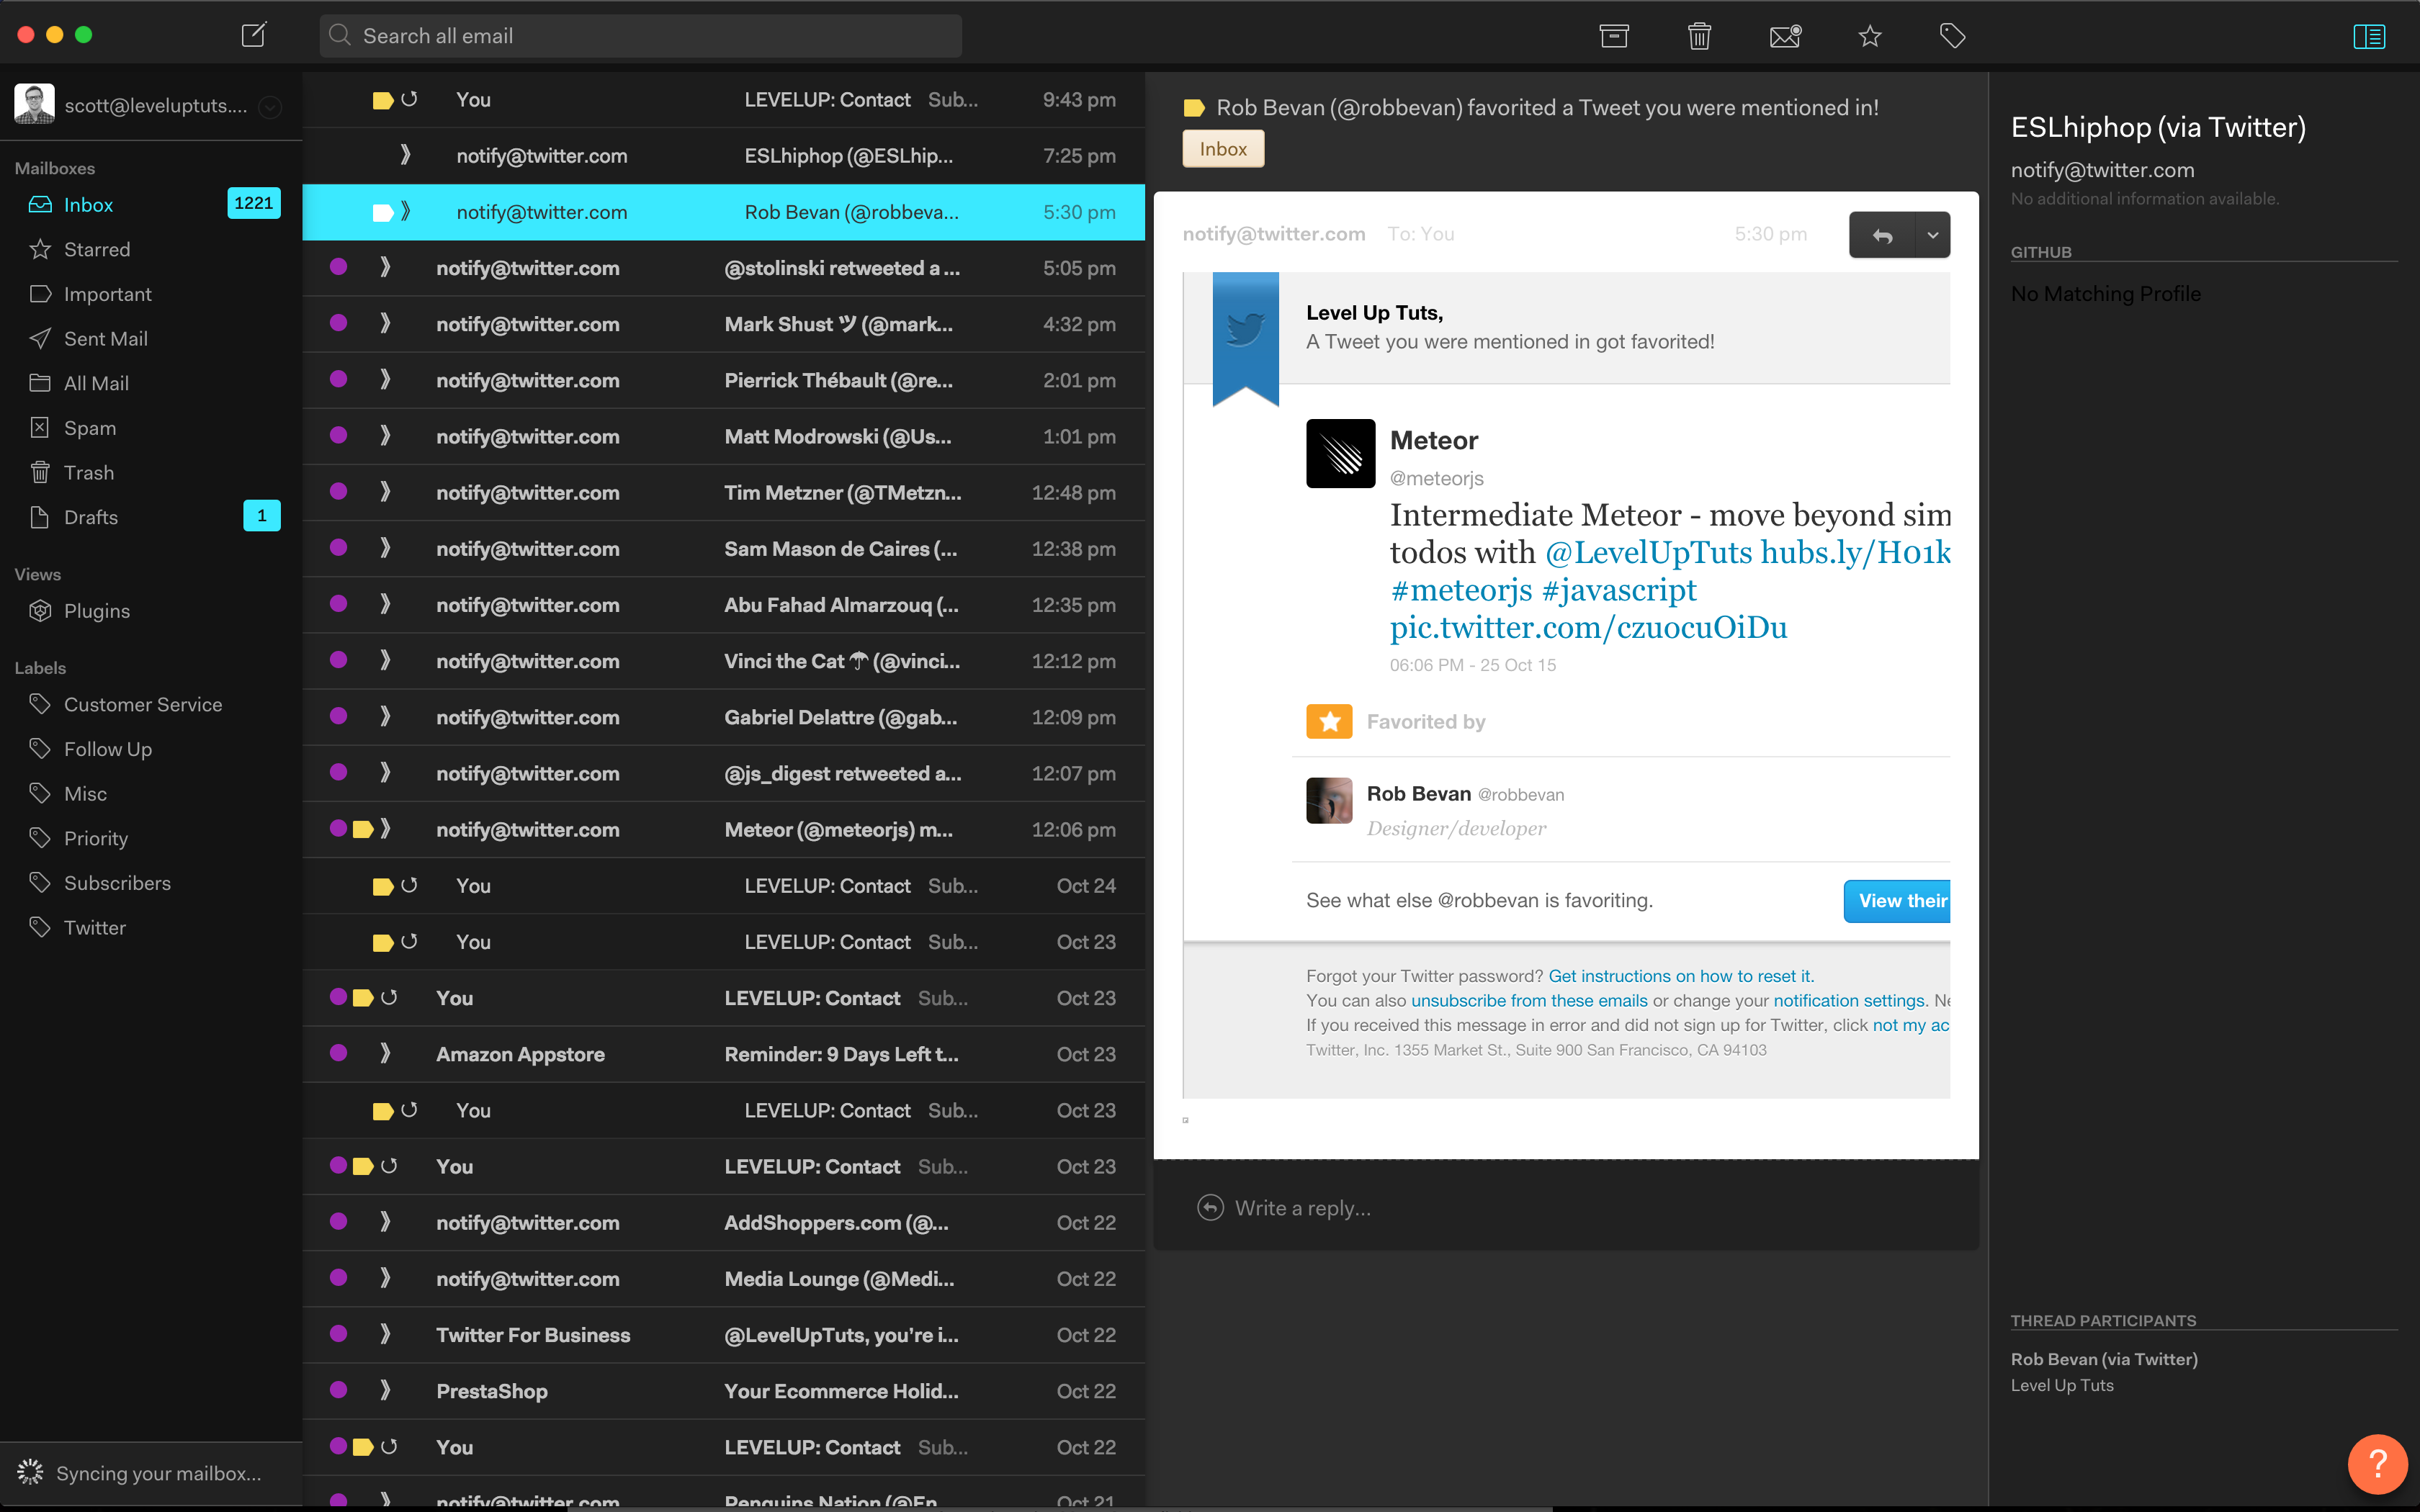 Search all email
scott@leveluptuts....
Mailboxes
Inbox 1221
Starred
Important
Sent Mail
All Mail
Spam
Trash
Drafts 1
Views
Plugins
Labels
Customer Service
Follow Up
Misc
Priority
Subscribers
Twitter
Syncing your mailbox...
You LEVELUP: Contact Sub... 9:43 pm
notify@twitter.com ESLhiphop (@ESLhip... 7:25 pm
notify@twitter.com Rob Bevan (@robbeva... 5:30 pm
notify@twitter.com @stolinski retweeted a ... 5:05 pm
notify@twitter.com Mark Shust ツ (@mark... 4:32 pm
notify@twitter.com Pierrick Thébault (@re... 2:01 pm
notify@twitter.com Matt Modrowski (@Us... 1:01 pm
notify@twitter.com Tim Metzner (@TMetzn... 12:48 pm
notify@twitter.com Sam Mason de Caires (... 12:38 pm
notify@twitter.com Abu Fahad Almarzouq (... 12:35 pm
notify@twitter.com Vinci the Cat ☂ (@vinci... 12:12 pm
notify@twitter.com Gabriel Delattre (@gab... 12:09 pm
notify@twitter.com @js_digest retweeted a... 12:07 pm
notify@twitter.com Meteor (@meteorjs) m... 12:06 pm
You LEVELUP: Contact Sub... Oct 24
You LEVELUP: Contact Sub... Oct 23
You LEVELUP: Contact Sub... Oct 23
Amazon Appstore Reminder: 9 Days Left t... Oct 23
You LEVELUP: Contact Sub... Oct 23
You LEVELUP: Contact Sub... Oct 23
notify@twitter.com AddShoppers.com (@... Oct 22
notify@twitter.com Media Lounge (@Medi... Oct 22
Twitter For Business @LevelUpTuts, you're i... Oct 22
PrestaShop Your Ecommerce Holid... Oct 22
You LEVELUP: Contact Sub... Oct 22
notify@twitter.com Penguins Nation (@En... Oct 21
Rob Bevan (@robbevan) favorited a Tweet you were mentioned in!
Inbox
notify@twitter.com To: You 5:30 pm
Level Up Tuts,
A Tweet you were mentioned in got favorited!
Meteor
@meteorjs
Intermediate Meteor - move beyond sim
todos with @LevelUpTuts hubs.ly/H01k
#meteorjs #javascript
pic.twitter.com/czuocuOiDu
06:06 PM - 25 Oct 15
Favorited by
Rob Bevan @robbevan
Designer/developer
See what else @robbevan is favoriting. View their
Forgot your Twitter password? Get instructions on how to reset it.
You can also unsubscribe from these emails or change your notification settings. Ne
If you received this message in error and did not sign up for Twitter, click not my ac
Twitter, Inc. 1355 Market St., Suite 900 San Francisco, CA 94103
Write a reply...
ESLhiphop (via Twitter)
notify@twitter.com
No additional information available.
GITHUB
No Matching Profile
THREAD PARTICIPANTS
Rob Bevan (via Twitter)
Level Up Tuts
?